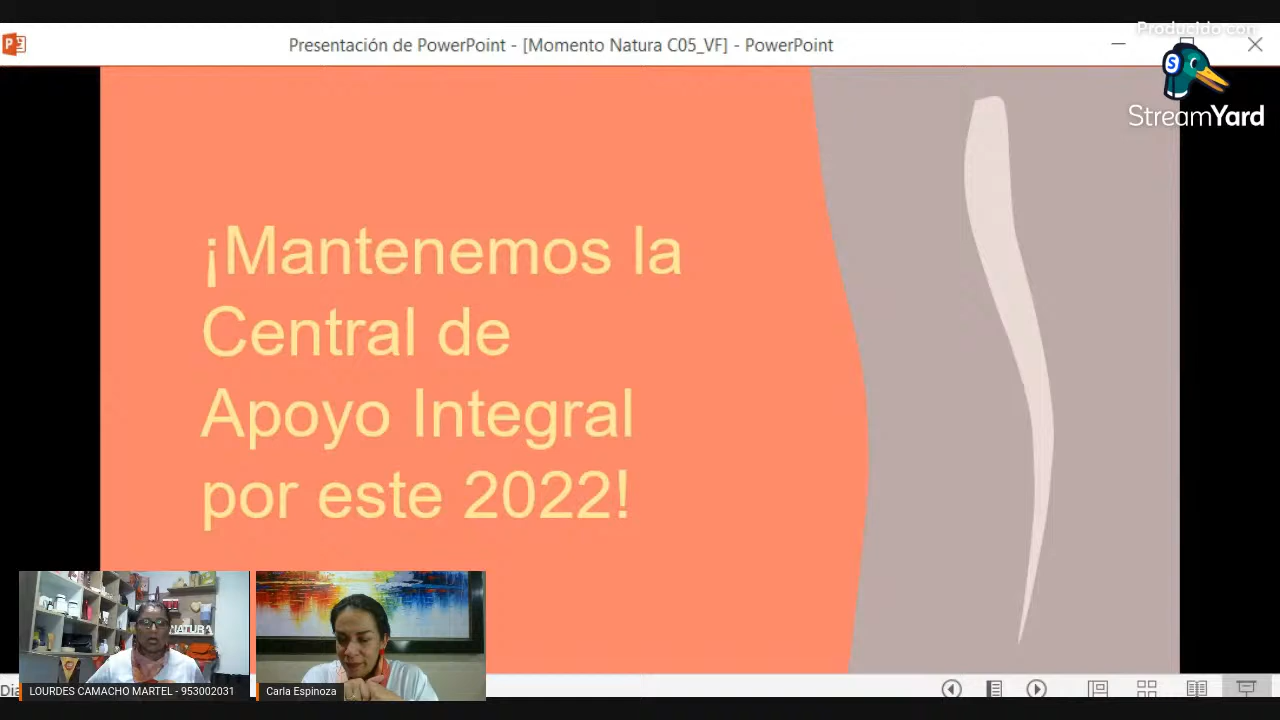 Producido con
Presentación de PowerPoint - [Momento Natura C05_VF] - PowerPoint
StreamYard
¡Mantenemos la
Central de
Apoyo Integral
por este 2022!
NATURA
LOURDES CAMACHO MARTEL - 953002031
Carla Espinoza